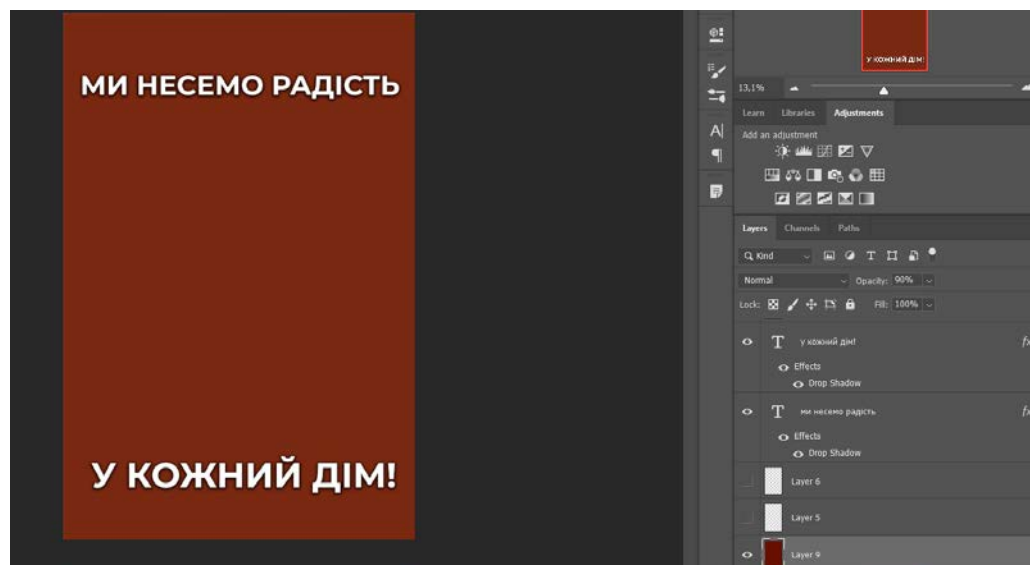 МИ НЕСЕМО РАДІСТЬ
У КОЖНИЙ ДІМ!
У КОЖНИЙ ДІМ!
13,1%
Learn Libraries Adjustments
Add an adjustment
Layers Channels Paths
Kind
Normal Opacity: 90%
Lock: Fill: 100%
T у кожний дім! fx
Effects
Drop Shadow
T ми несемо радість fx
Effects
Drop Shadow
Layer 6
Layer 5
Layer 9